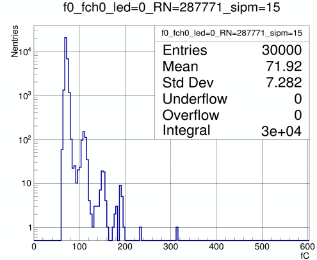 f0_fch0_led=0_RN=287771_sipm=15
Nentries
f0_fch0_led=0_RN=287771_sipm=15
Entries 30000
Mean 71.92
Std Dev 7.282
Underflow 0
Overflow 0
Integral 3e+04
10⁴
10³
10²
10
1
0 100 200 300 400 500 600
fC